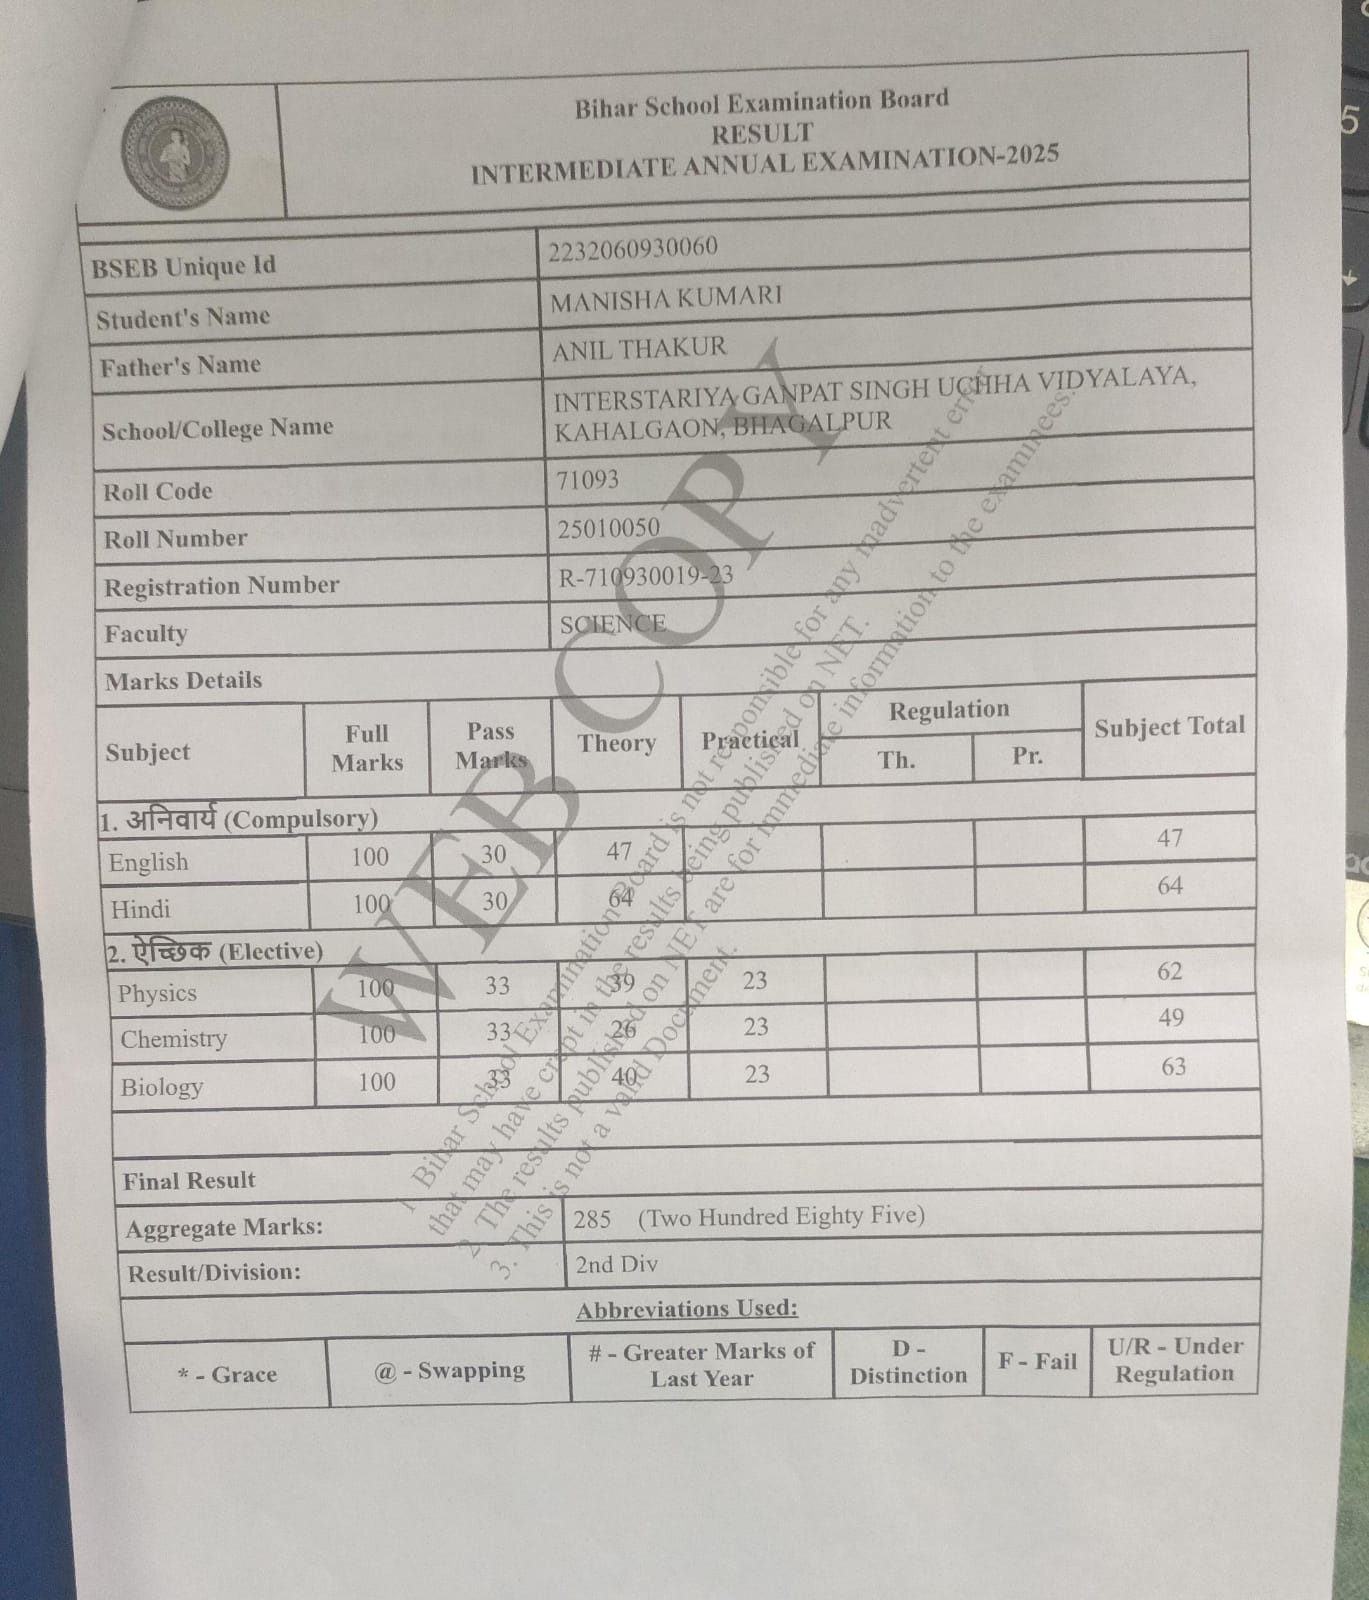 Bihar School Examination Board
RESULT
INTERMEDIATE ANNUAL EXAMINATION-2025
BSEB Unique Id 2232060930060
Student's Name MANISHA KUMARI
Father's Name ANIL THAKUR
School/College Name INTERSTARIYA GANPAT SINGH UCHHA VIDYALAYA,
KAHALGAON, BHAGALPUR
Roll Code 71093
Roll Number 25010050
Registration Number R-710930019-23
Faculty SCIENCE
Marks Details
Subject Full Marks Pass Marks Theory Practical Regulation Th. Pr. Subject Total
1. अनिवार्य (Compulsory)
English 100 30 47 47
Hindi 100 30 64 64
2. ऐच्छिक (Elective)
Physics 100 33 39 23 62
Chemistry 100 33 26 23 49
Biology 100 33 40 23 63
Final Result
Aggregate Marks: 285 (Two Hundred Eighty Five)
Result/Division: 2nd Div
Abbreviations Used:
* - Grace @ - Swapping # - Greater Marks of Last Year D - Distinction F - Fail U/R - Under Regulation
WEB COPY
1. Bihar School Examination Board is not responsible for any inadvertent error
that may have crept in the results being published on NET.
2. The results published on NET are for immediate information to the examinees.
3. This is not a valid Document.
5